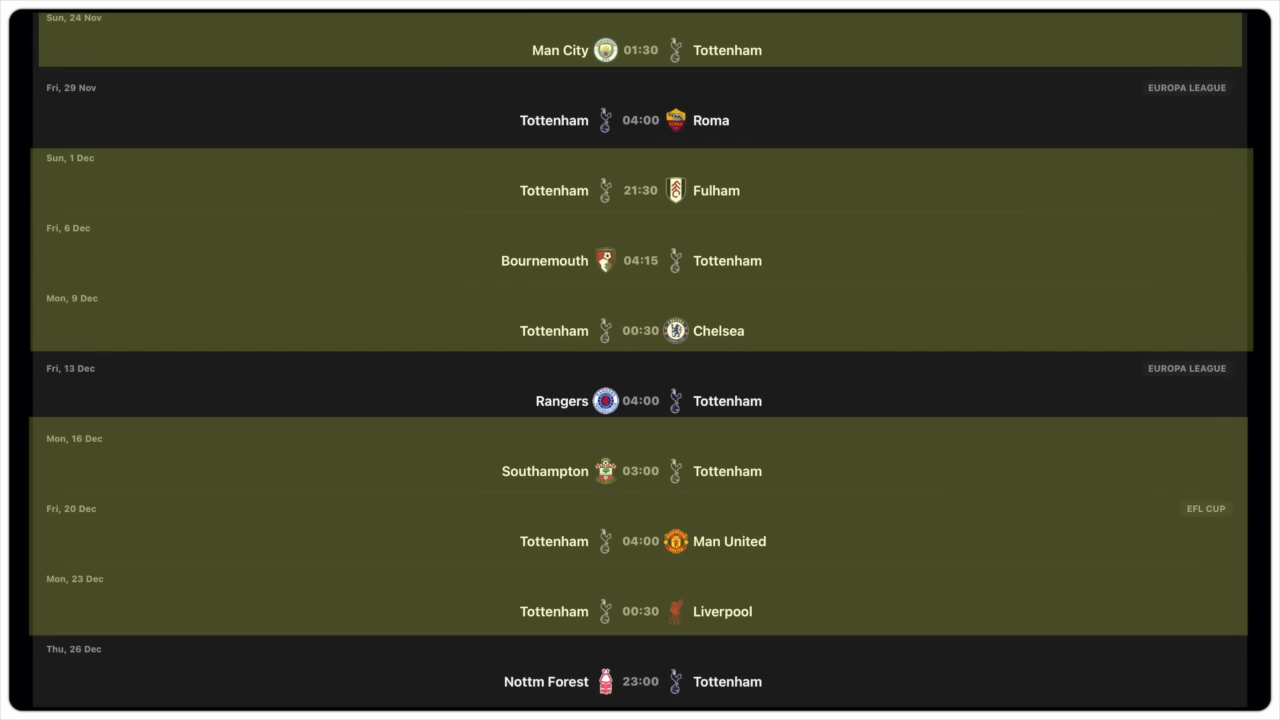 Sun, 24 Nov
Man City 01:30 Tottenham
Fri, 29 Nov EUROPA LEAGUE
Tottenham 04:00 Roma
Sun, 1 Dec
Tottenham 21:30 Fulham
Fri, 6 Dec
Bournemouth 04:15 Tottenham
Mon, 9 Dec
Tottenham 00:30 Chelsea
Fri, 13 Dec EUROPA LEAGUE
Rangers 04:00 Tottenham
Mon, 16 Dec
Southampton 03:00 Tottenham
Fri, 20 Dec EFL CUP
Tottenham 04:00 Man United
Mon, 23 Dec
Tottenham 00:30 Liverpool
Thu, 26 Dec
Nottm Forest 23:00 Tottenham